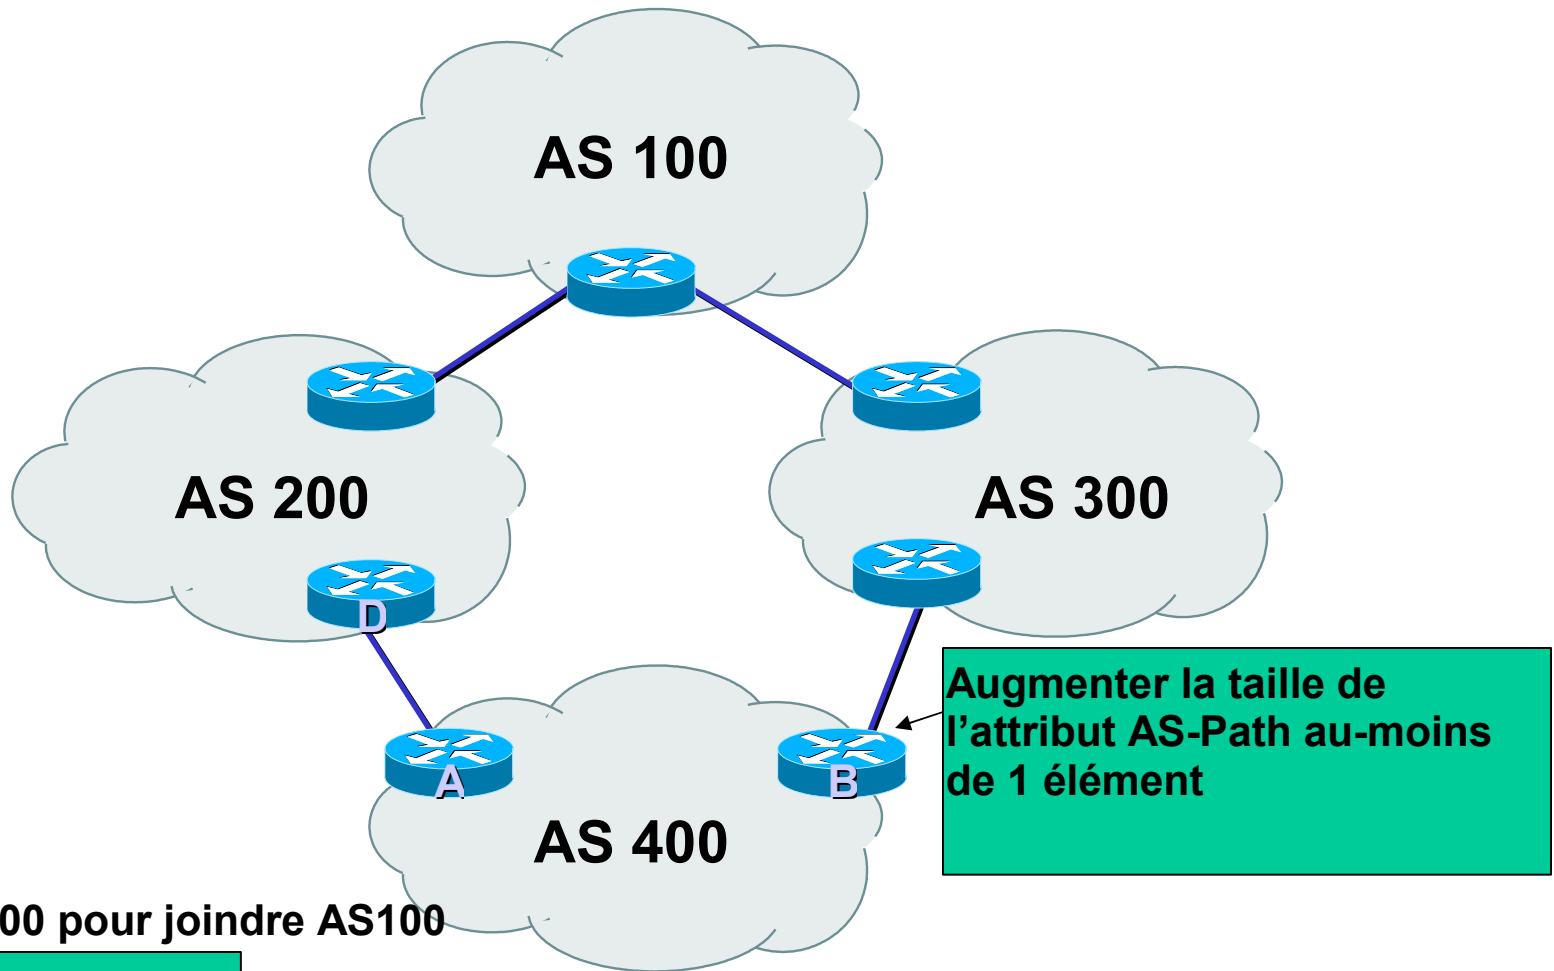 AS 100
AS 200
AS 300
D
Augmenter la taille de
l’attribut AS-Path au-moins
de 1 élément
A
B
AS 400
00 pour joindre AS100